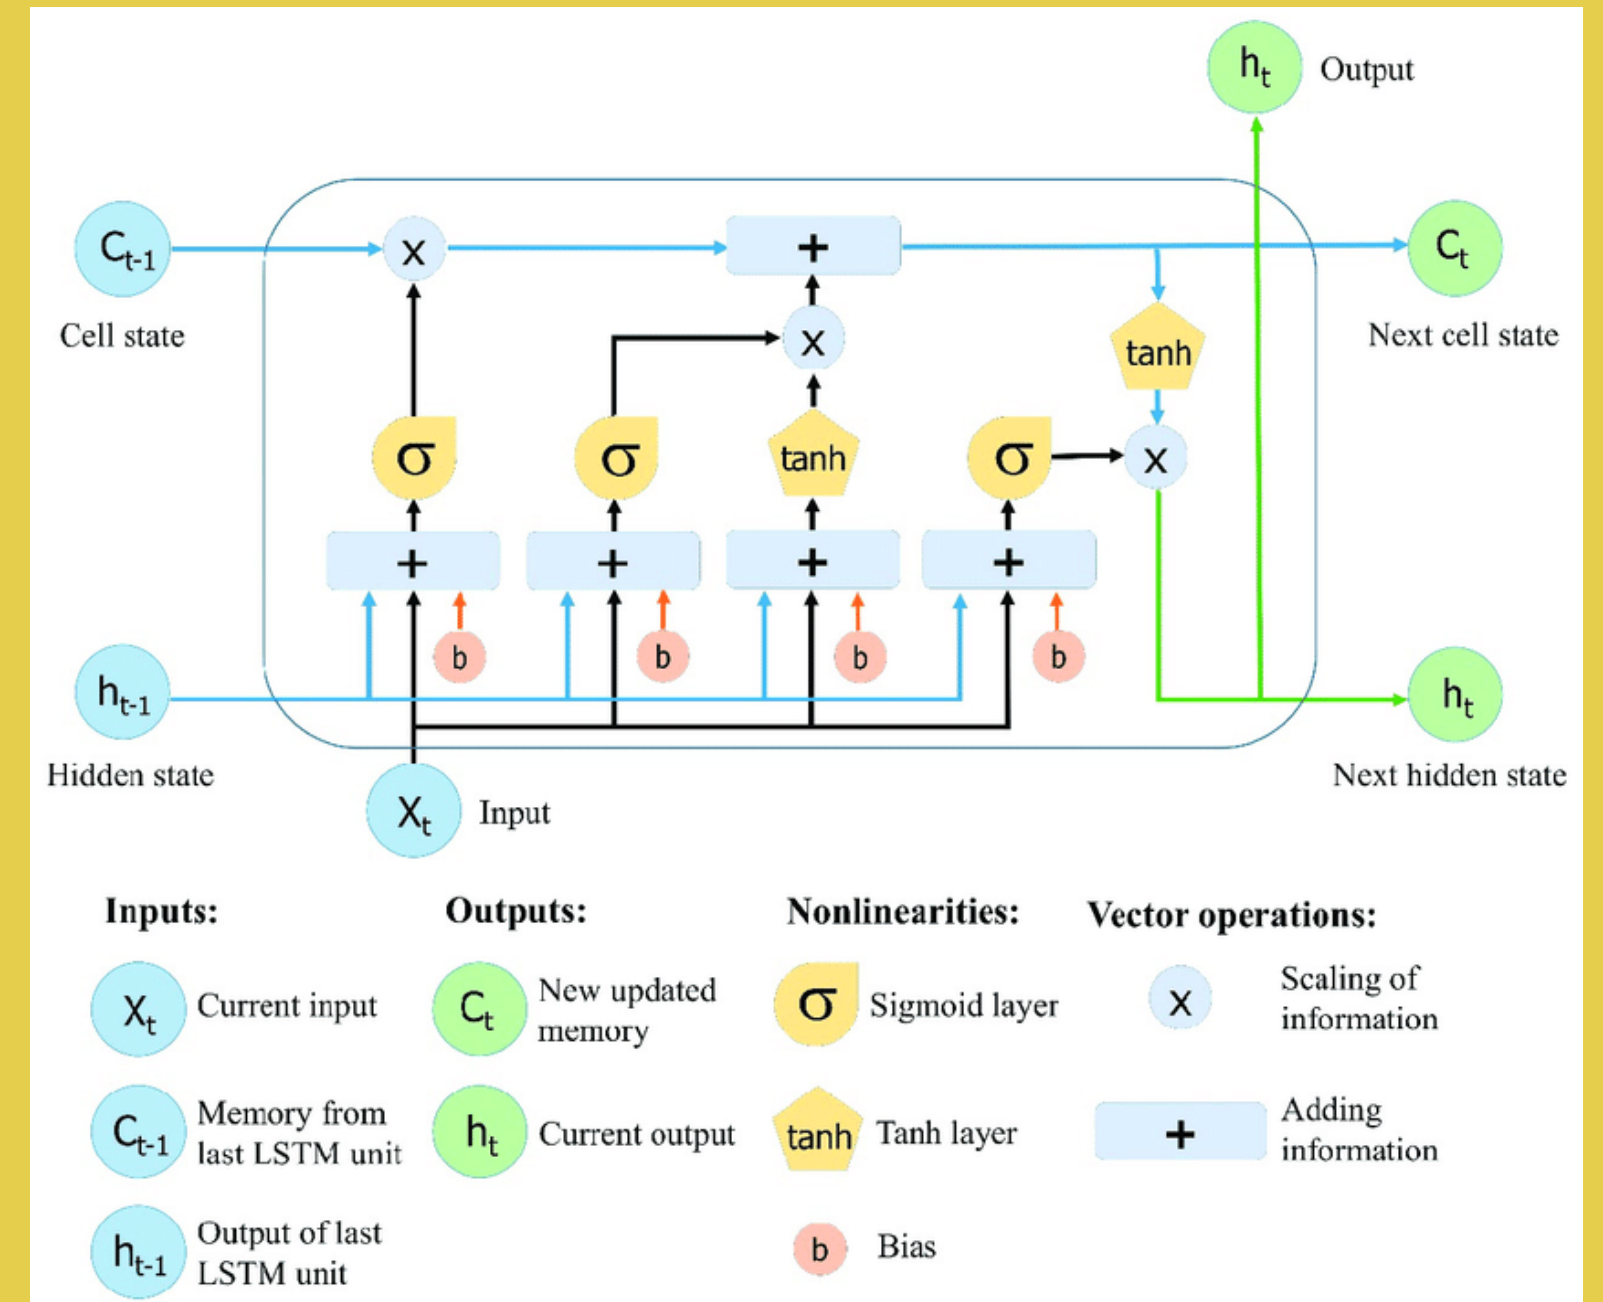 hₜ Output
Cₜ₋₁ x + Cₜ
Cell state x tanh Next cell state
σ σ tanh σ x
+ + + +
b b b b
hₜ₋₁ hₜ
Hidden state Next hidden state
Xₜ Input
Inputs: Outputs: Nonlinearities: Vector operations:
Xₜ Current input
Cₜ₋₁ Memory from
last LSTM unit
hₜ₋₁ Output of last
LSTM unit
Cₜ New updated
memory
hₜ Current output
σ Sigmoid layer
tanh Tanh layer
b Bias
x Scaling of
information
+ Adding
information